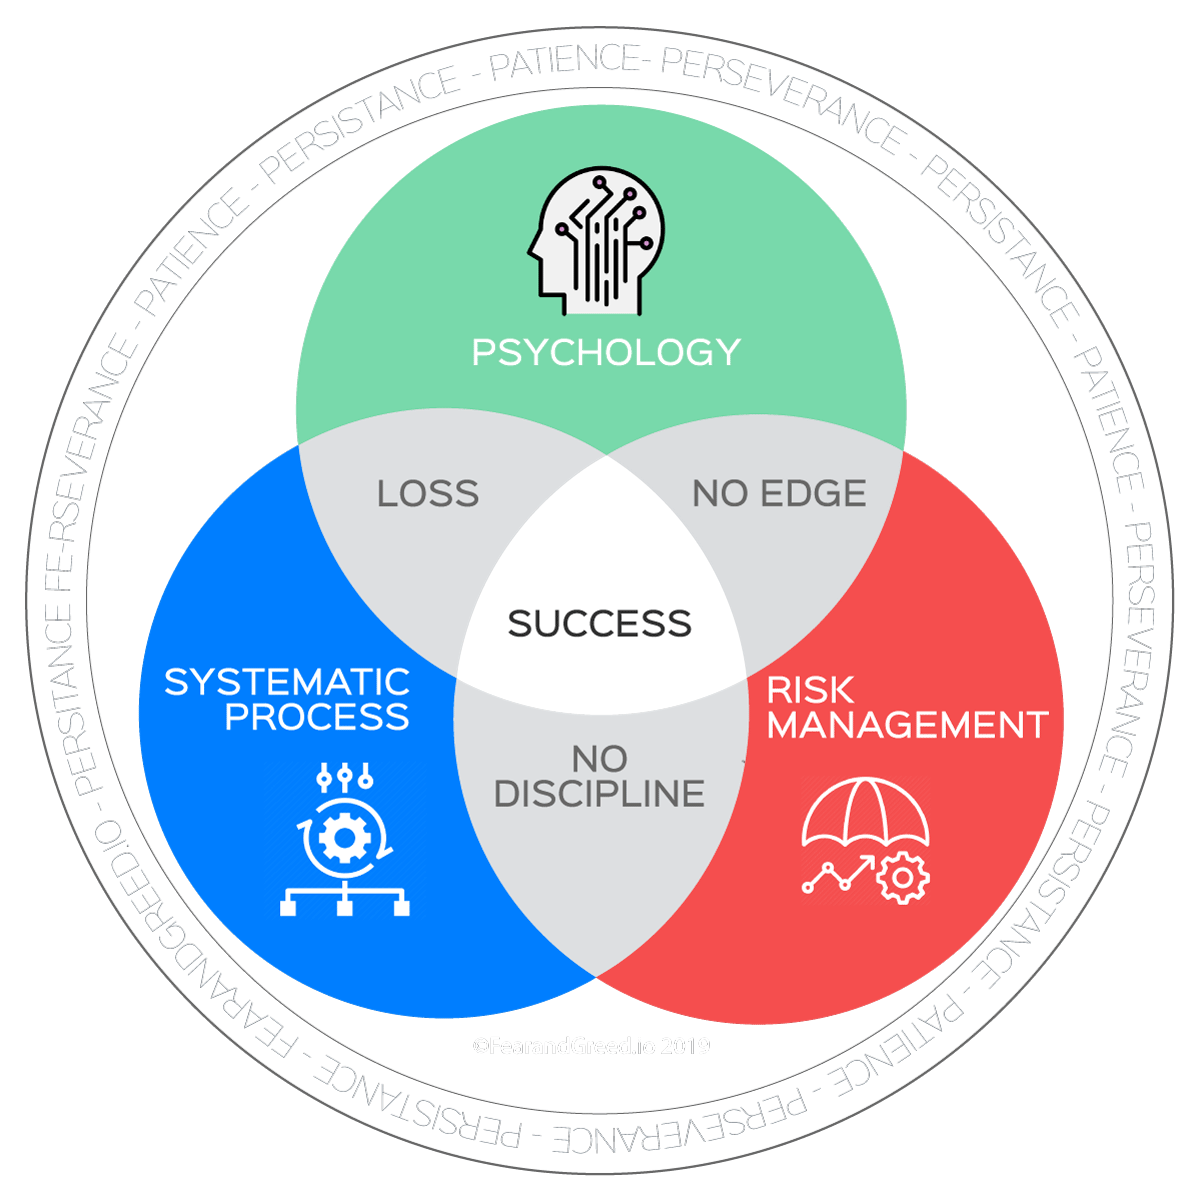 PATIENCE - PERSISTANCE - PATIENCE- PERSEVERANCE - PERSISTANCE - PATIENCE - PERSEVERANCE - PERSISTANCE - PATIENCE - PERSEVERANCE - PERSISTANCE - FEARANDGREED.IO - PERSITANCE FE-RSEVERANCE -
PSYCHOLOGY
LOSS
NO EDGE
SUCCESS
SYSTEMATIC
PROCESS
RISK
MANAGEMENT
NO
DISCIPLINE
©FearandGreed.io 2019